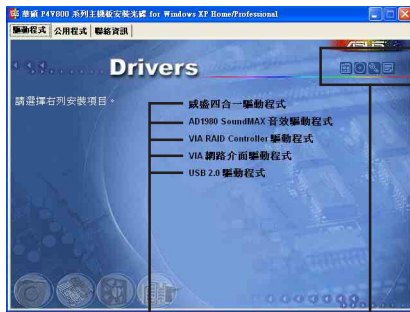 華碩 P4V800 系列主機板安裝光碟 for Windows XP Home/Professional
驅動程式 公用程式 聯絡資訊
Drivers
請選擇右列安裝項目。
威盛四合一驅動程式
AD1980 SoundMAX 音效驅動程式
VIA RAID Controller 驅動程式
VIA 網路介面驅動程式
USB 2.0 驅動程式